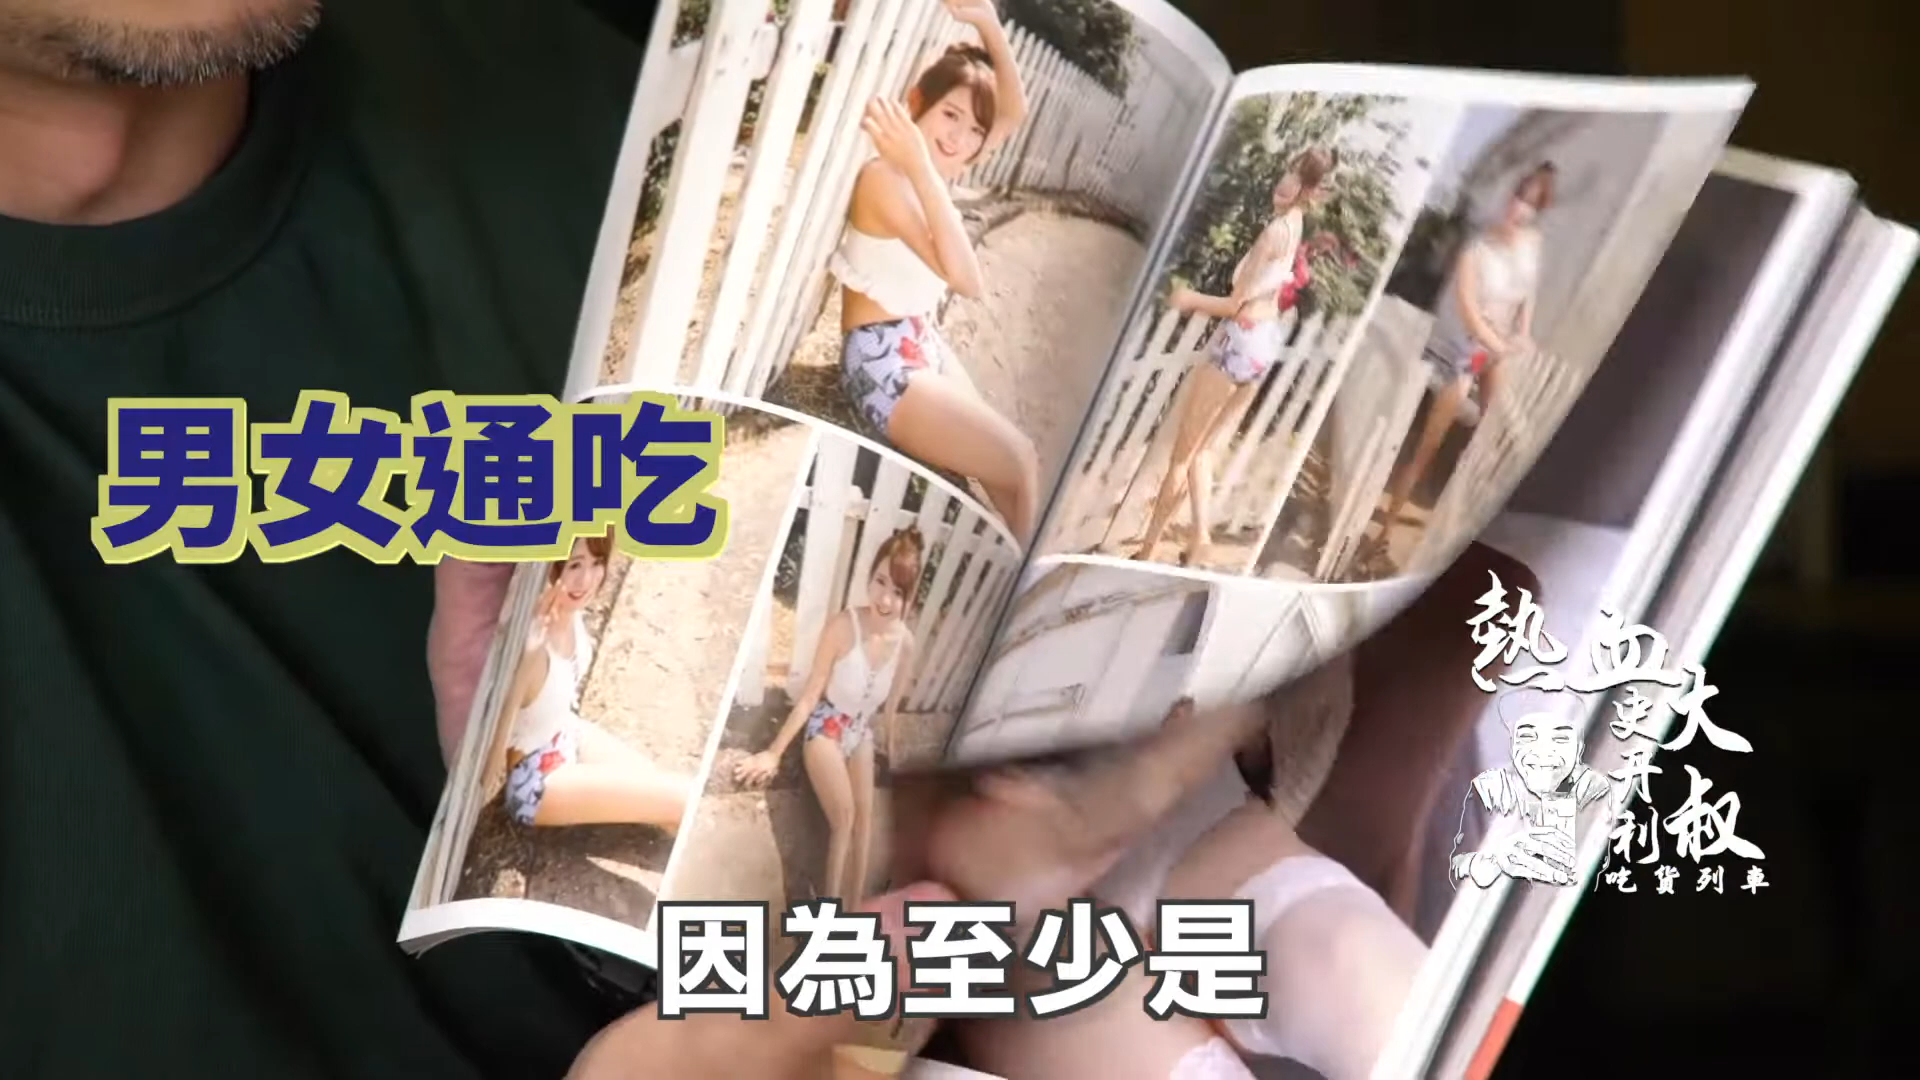 男女通吃
熱血大叔
史丹利
吃貨列車
因為至少是